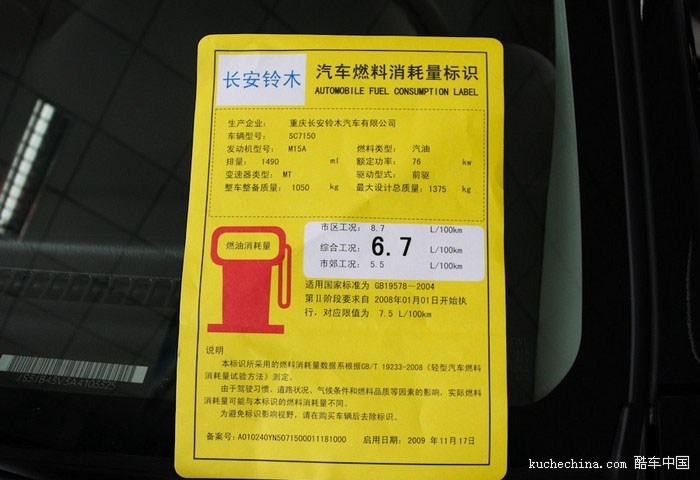 长安铃木
汽车燃料消耗量标识
AUTOMOBILE FUEL CONSUMPTION LABEL
生产企业: 重庆长安铃木汽车有限公司
车辆型号: SC7150
发动机型号: M15A 燃料类型: 汽油
排量: 1490 ml 额定功率: 76 kw
变速器类型: MT 驱动型式: 前驱
整车整备质量: 1050 kg 最大设计总质量: 1375 kg
燃油消耗量
市区工况: 8.7 L/100km
综合工况: 6.7 L/100km
市郊工况: 5.5 L/100km
适用国家标准为 GB19578-2004
第Ⅱ阶段要求自 2008年01月01日开始执
行，对应限值为 7.5 L/100km
说明
本标识所采用的燃料消耗量数据系根据GB/T 19233-2008《轻型汽车燃料
消耗量试验方法》测定。
由于驾驶习惯、道路状况、气候条件和燃料品质等因素的影响，实际燃料
消耗量可能与本标识的燃料消耗量不同。
为避免标识影响视野，请在购买车辆后去除标识。
备案号: A010240YN5071500011181000 启用日期: 2009 年11月17日
kuchechina.com 酷车中国